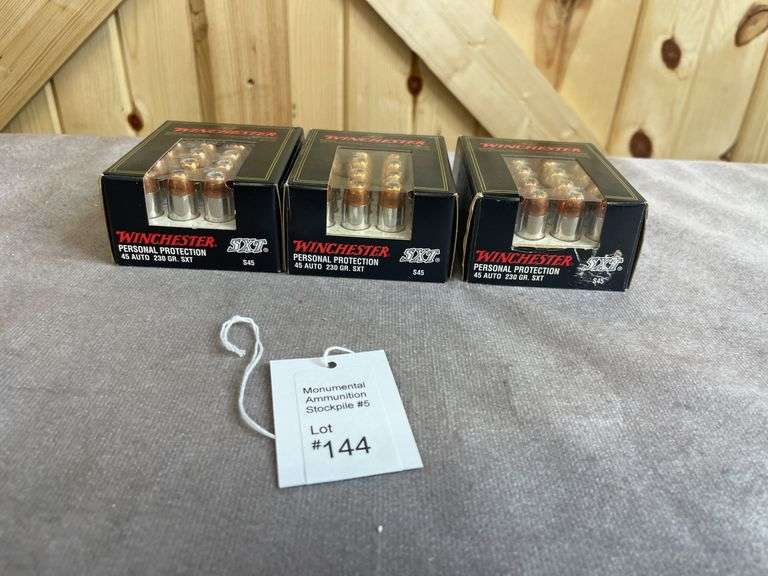 WINCHESTER
WINCHESTER
WINCHESTER
WINCHESTER SXT®
PERSONAL PROTECTION
45 AUTO 230 GR. SXT S45
WINCHESTER SXT®
PERSONAL PROTECTION
45 AUTO 230 GR. SXT S45
WINCHESTER SXT®
PERSONAL PROTECTION
45 AUTO 230 GR. SXT S45
Monumental
Ammunition
Stockpile #5
Lot
#144